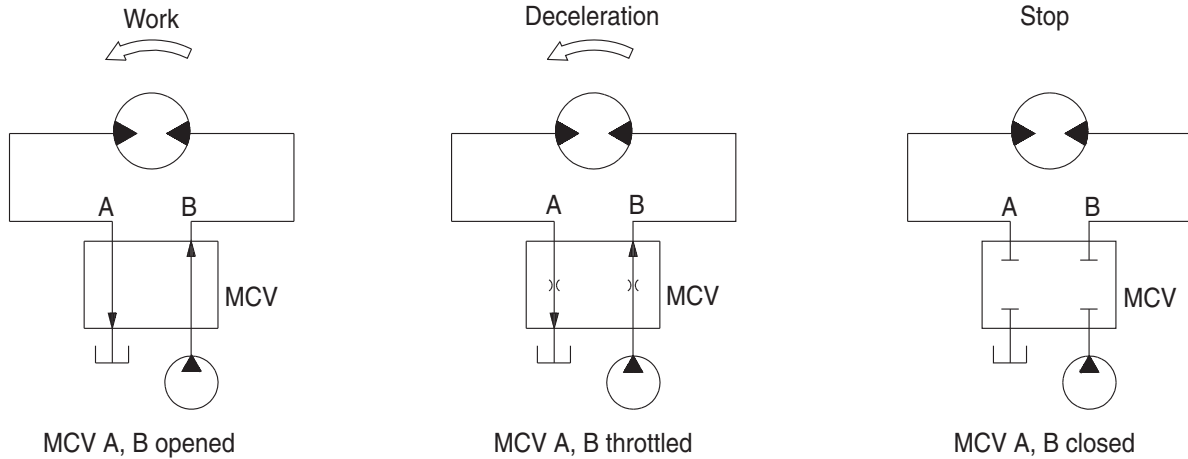 Work
Deceleration
Stop
A B
A B
A B
MCV
MCV
MCV
MCV A, B opened
MCV A, B throttled
MCV A, B closed